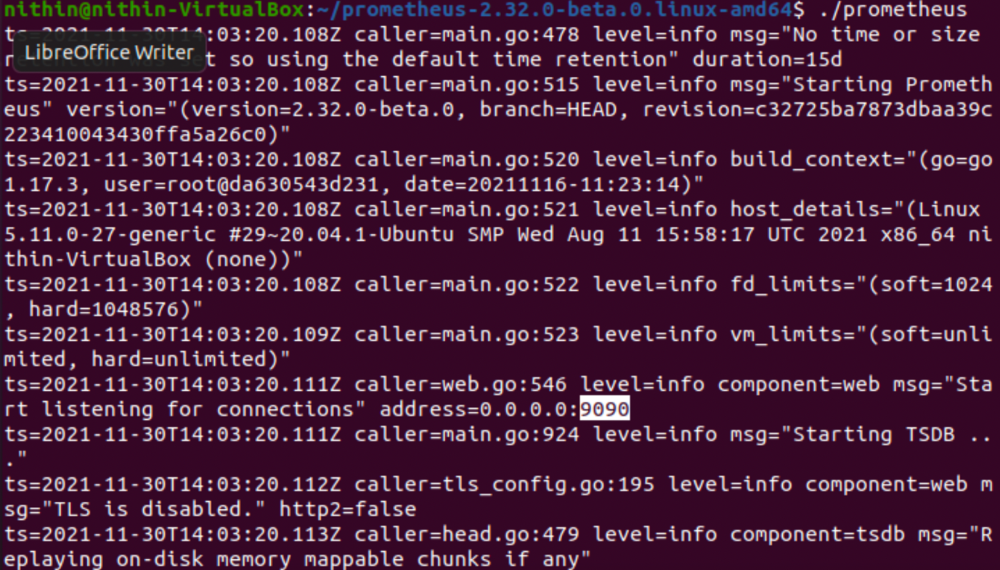 nithin@nithin-VirtualBox:~/prometheus-2.32.0-beta.0.linux-amd64$ ./prometheus
ts=2021-11-30T14:03:20.108Z caller=main.go:478 level=info msg="No time or size
LibreOffice Writer
t so using the default time retention" duration=15d
ts=2021-11-30T14:03:20.108Z caller=main.go:515 level=info msg="Starting Prometh
eus" version="(version=2.32.0-beta.0, branch=HEAD, revision=c32725ba7873dbaa39c
223410043430ffa5a26c0)"
ts=2021-11-30T14:03:20.108Z caller=main.go:520 level=info build_context="(go=go
1.17.3, user=root@da630543d231, date=20211116-11:23:14)"
ts=2021-11-30T14:03:20.108Z caller=main.go:521 level=info host_details="(Linux
5.11.0-27-generic #29~20.04.1-Ubuntu SMP Wed Aug 11 15:58:17 UTC 2021 x86_64 ni
thin-VirtualBox (none))"
ts=2021-11-30T14:03:20.108Z caller=main.go:522 level=info fd_limits="(soft=1024
, hard=1048576)"
ts=2021-11-30T14:03:20.109Z caller=main.go:523 level=info vm_limits="(soft=unli
mited, hard=unlimited)"
ts=2021-11-30T14:03:20.111Z caller=web.go:546 level=info component=web msg="Sta
rt listening for connections" address=0.0.0.0:9090
ts=2021-11-30T14:03:20.111Z caller=main.go:924 level=info msg="Starting TSDB ..
."
ts=2021-11-30T14:03:20.112Z caller=tls_config.go:195 level=info component=web m
sg="TLS is disabled." http2=false
ts=2021-11-30T14:03:20.113Z caller=head.go:479 level=info component=tsdb msg="R
eplaying on-disk memory mappable chunks if any"